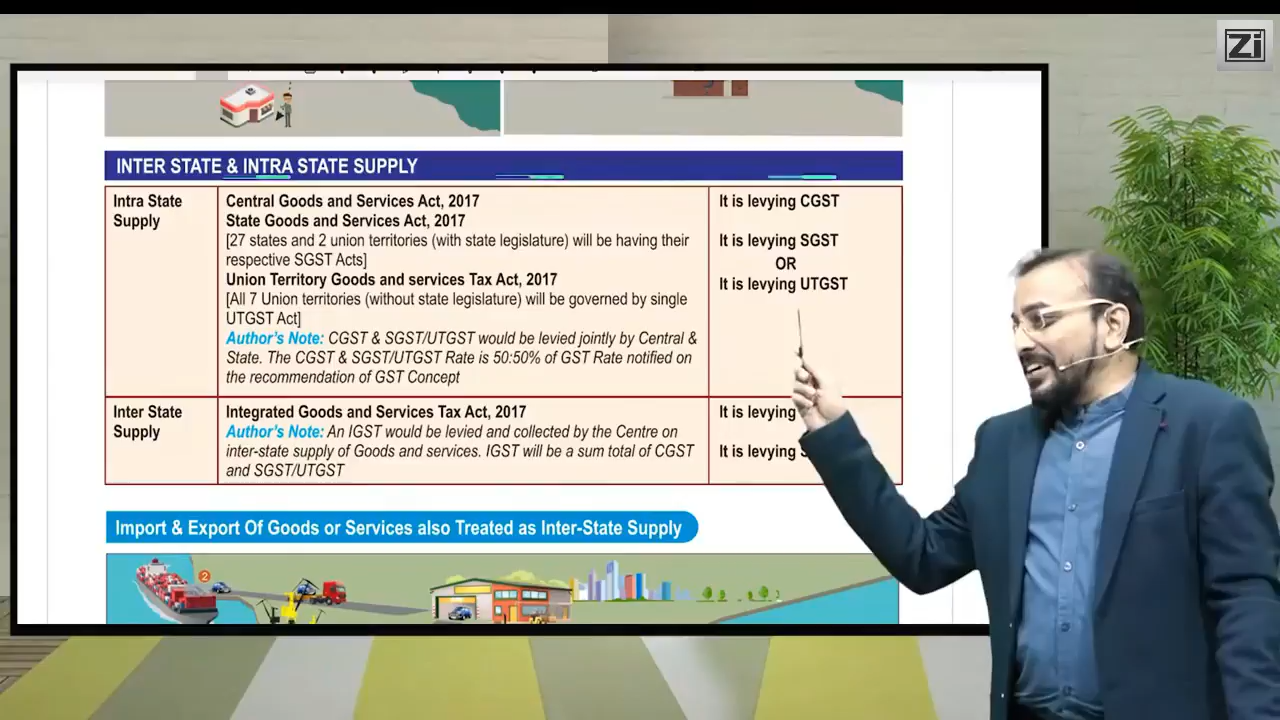 Zi
INTER STATE & INTRA STATE SUPPLY
Intra State
Supply
Central Goods and Services Act, 2017
State Goods and Services Act, 2017
[27 states and 2 union territories (with state legislature) will be having their
respective SGST Acts]
Union Territory Goods and services Tax Act, 2017
[All 7 Union territories (without state legislature) will be governed by single
UTGST Act]
Author's Note: CGST & SGST/UTGST would be levied jointly by Central &
State. The CGST & SGST/UTGST Rate is 50:50% of GST Rate notified on
the recommendation of GST Concept
It is levying CGST
It is levying SGST
OR
It is levying UTGST
Inter State
Supply
Integrated Goods and Services Tax Act, 2017
Author's Note: An IGST would be levied and collected by the Centre on
inter-state supply of Goods and services. IGST will be a sum total of CGST
and SGST/UTGST
It is levying
It is levying
Import & Export Of Goods or Services also Treated as Inter-State Supply
2